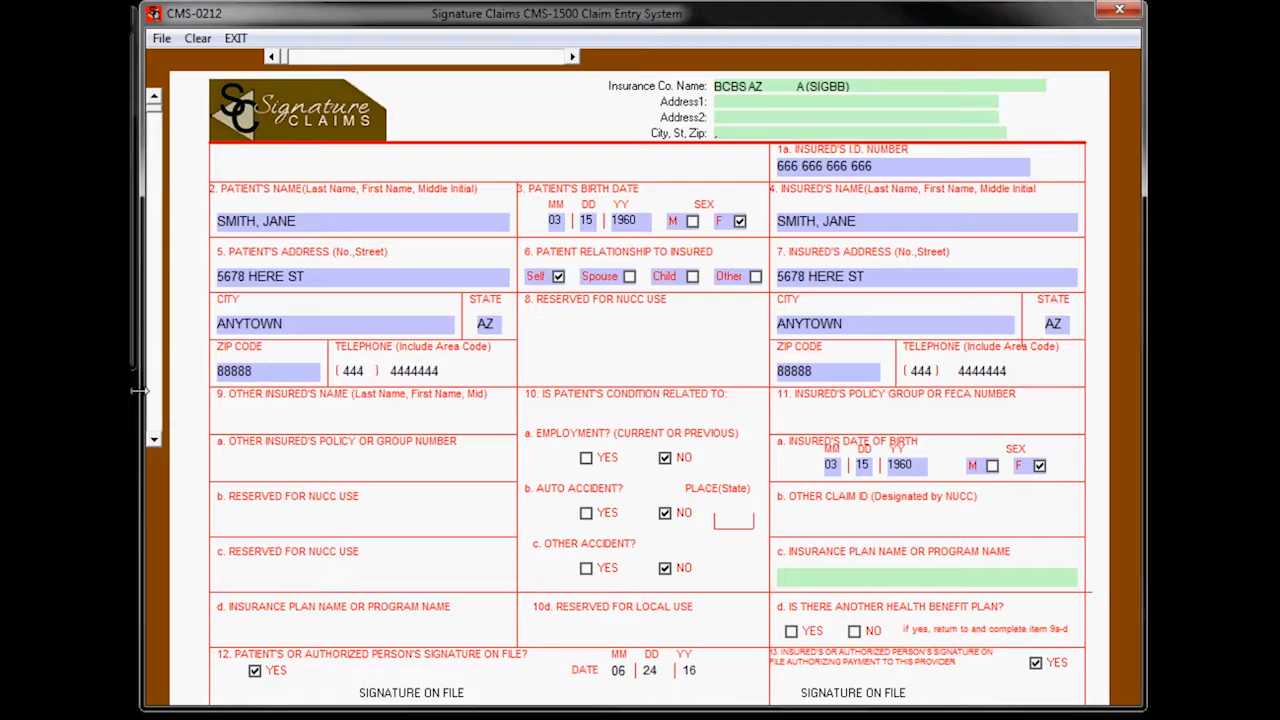 CMS-0212
Signature Claims CMS-1500 Claim Entry System
File Clear EXIT
SC Signature CLAIMS
Insurance Co. Name: BCBS AZ A (SIGBB)
Address1:
Address2:
City, St, Zip: ,
1a. INSURED'S I.D. NUMBER
666 666 666 666
2. PATIENT'S NAME(Last Name, First Name, Middle Initial)
SMITH, JANE
3. PATIENT'S BIRTH DATE
MM DD YY
03 15 1960
SEX
M F
4. INSURED'S NAME(Last Name, First Name, Middle Initial
SMITH, JANE
5. PATIENT'S ADDRESS (No.,Street)
5678 HERE ST
6. PATIENT RELATIONSHIP TO INSURED
Self Spouse Child Other
7. INSURED'S ADDRESS (No.,Street)
5678 HERE ST
CITY STATE
ANYTOWN AZ
8. RESERVED FOR NUCC USE
CITY STATE
ANYTOWN AZ
ZIP CODE TELEPHONE (Include Area Code)
88888 ( 444 ) 4444444
ZIP CODE TELEPHONE (Include Area Code)
88888 ( 444 ) 4444444
9. OTHER INSURED'S NAME (Last Name, First Name, Mid)
10. IS PATIENT'S CONDITION RELATED TO:
11. INSURED'S POLICY GROUP OR FECA NUMBER
a. OTHER INSURED'S POLICY OR GROUP NUMBER
a. EMPLOYMENT? (CURRENT OR PREVIOUS)
YES NO
a. INSURED'S DATE OF BIRTH
MM DD YY
03 15 1960
SEX
M F
b. RESERVED FOR NUCC USE
b. AUTO ACCIDENT? PLACE(State)
YES NO
b. OTHER CLAIM ID (Designated by NUCC)
c. RESERVED FOR NUCC USE
c. OTHER ACCIDENT?
YES NO
c. INSURANCE PLAN NAME OR PROGRAM NAME
d. INSURANCE PLAN NAME OR PROGRAM NAME
10d. RESERVED FOR LOCAL USE
d. IS THERE ANOTHER HEALTH BENEFIT PLAN?
YES NO if yes, return to and complete item 9a-d
12. PATIENT'S OR AUTHORIZED PERSON'S SIGNATURE ON FILE?
YES
MM DD YY
DATE 06 24 16
SIGNATURE ON FILE
13. INSURED'S OR AUTHORIZED PERSON'S SIGNATURE ON
FILE AUTHORIZING PAYMENT TO THIS PROVIDER
YES
SIGNATURE ON FILE